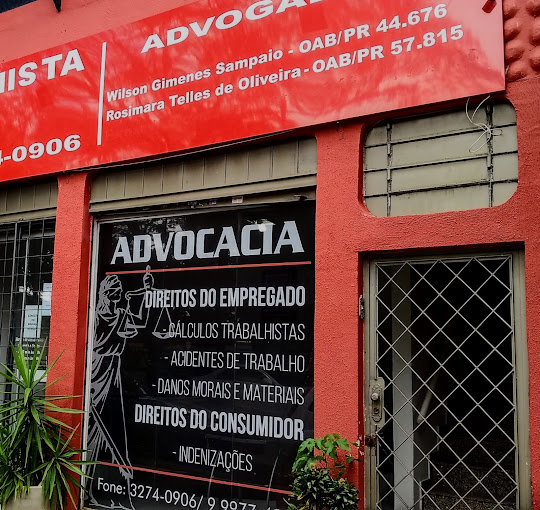 NISTA
ADVOGA
Wilson Gimenes Sampaio - OAB/PR 44.676
Rosimara Telles de Oliveira - OAB/PR 57.815
4-0906
ADVOCACIA
DIREITOS DO EMPREGADO
- CÁLCULOS TRABALHISTAS
- ACIDENTES DE TRABALHO
- DANOS MORAIS E MATERIAIS
DIREITOS DO CONSUMIDOR
- INDENIZAÇÕES
Fone: 3274-0906/ 9 9977-